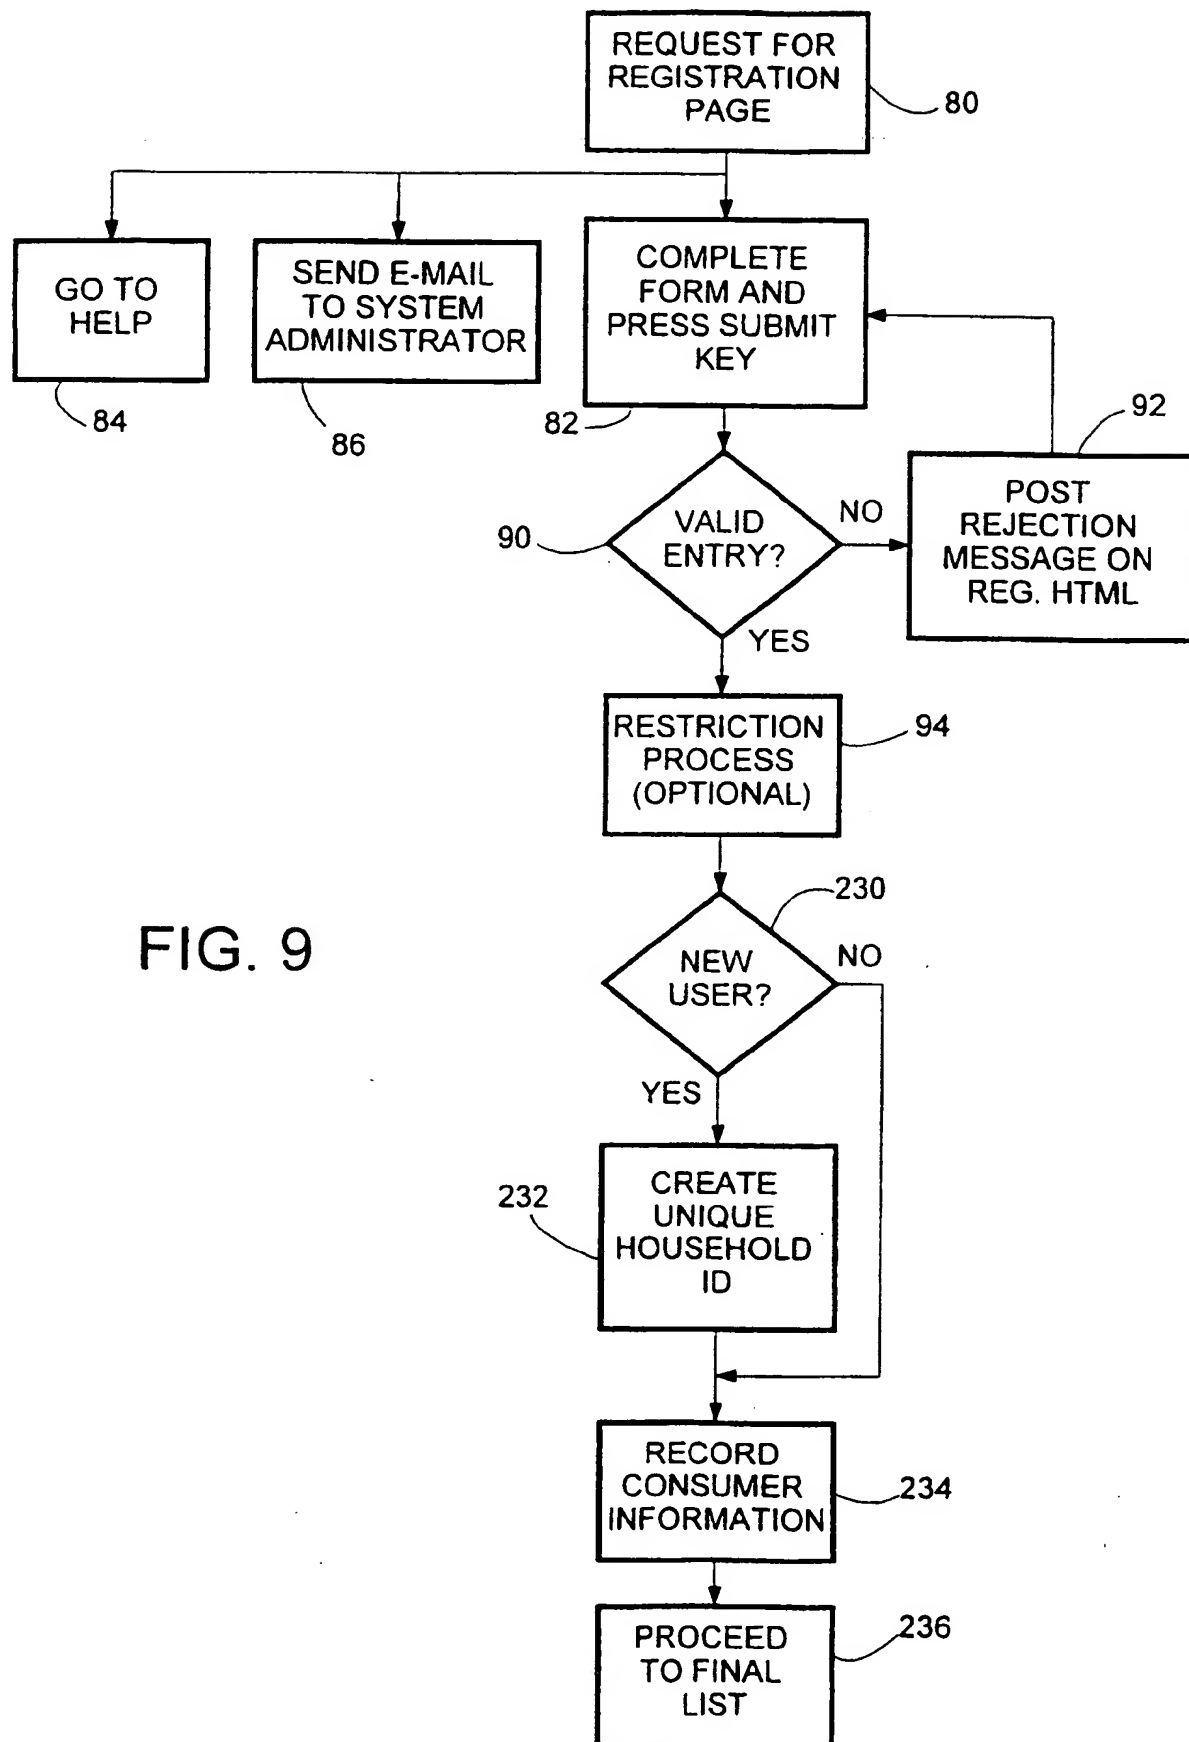 REQUEST FOR
REGISTRATION
PAGE
80
GO TO
HELP
84
SEND E-MAIL
TO SYSTEM
ADMINISTRATOR
86
COMPLETE
FORM AND
PRESS SUBMIT
KEY
82
92
POST
REJECTION
MESSAGE ON
REG. HTML
90
VALID
ENTRY?
NO
YES
RESTRICTION
PROCESS
(OPTIONAL)
94
230
NEW
USER?
NO
YES
FIG. 9
232
CREATE
UNIQUE
HOUSEHOLD
ID
RECORD
CONSUMER
INFORMATION
234
PROCEED
TO FINAL
LIST
236